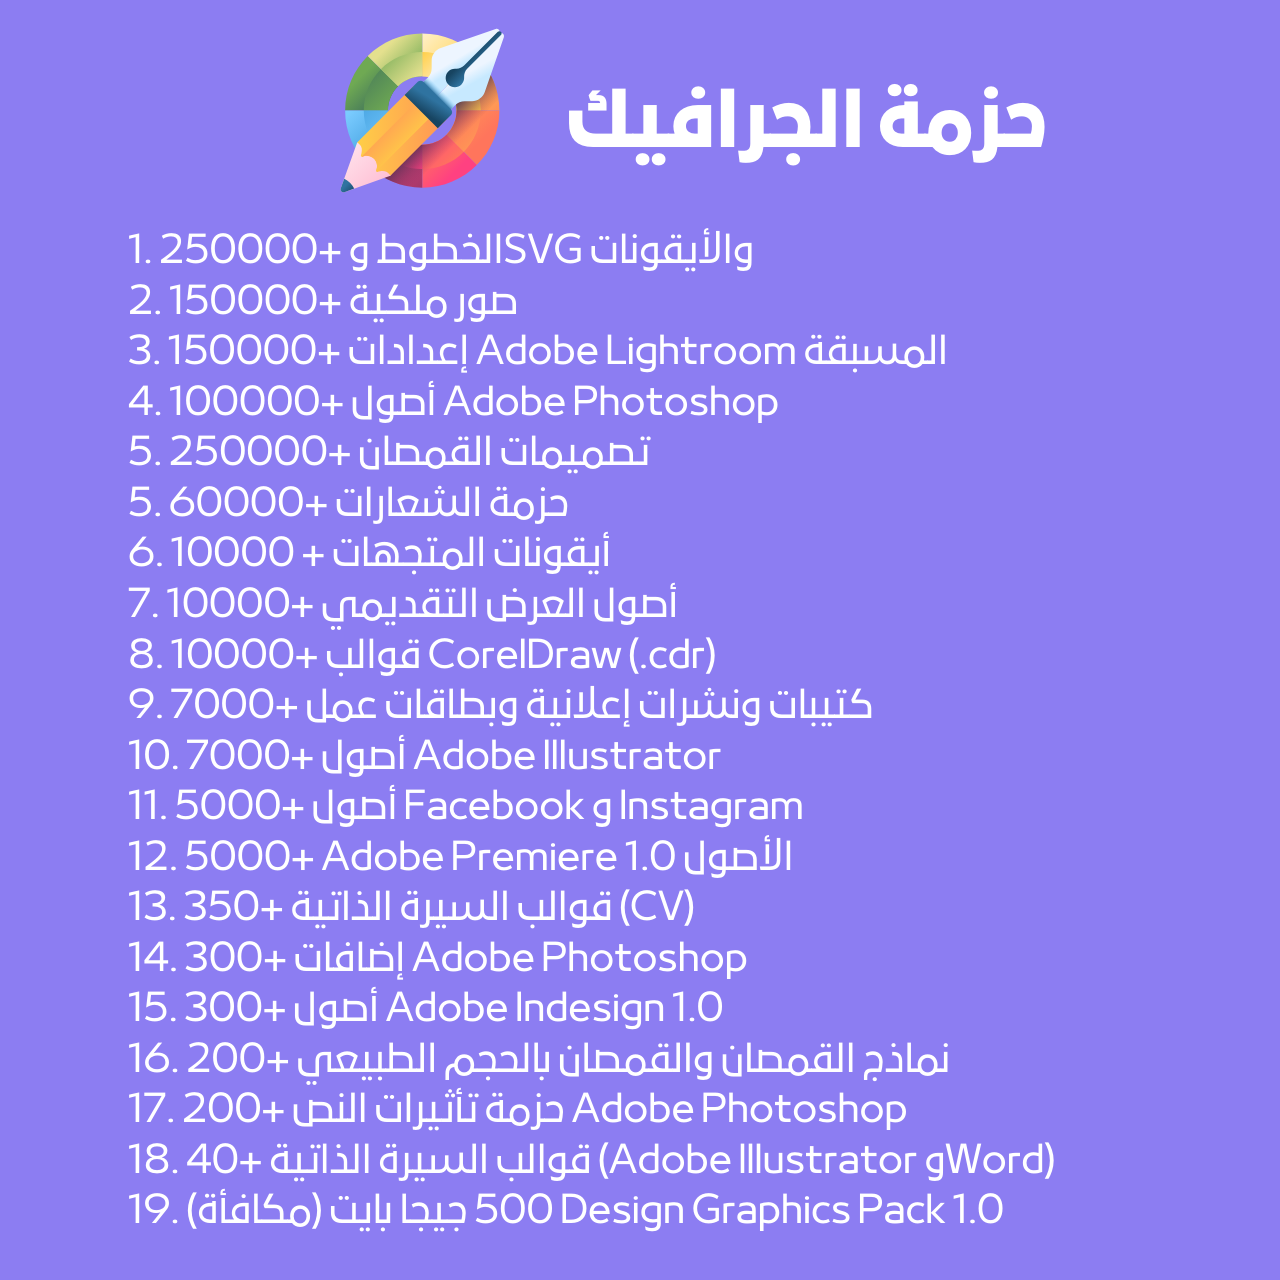 حزمة الجرافيك
1. 250000+ الخطوط وSVG والأيقونات
2. 150000+ صور ملكية
3. 150000+ إعدادات Adobe Lightroom المسبقة
4. 100000+ أصول Adobe Photoshop
5. 250000+ تصميمات القمصان
5. 60000+ حزمة الشعارات
6. 10000 + أيقونات المتجهات
7. 10000+ أصول العرض التقديمي
8. 10000+ قوالب CorelDraw (.cdr)
9. 7000+ كتيبات ونشرات إعلانية وبطاقات عمل
10. 7000+ أصول Adobe Illustrator
11. 5000+ أصول Facebook و Instagram
12. 5000+ Adobe Premiere 1.0 الأصول
13. 350+ قوالب السيرة الذاتية (CV)
14. 300+ إضافات Adobe Photoshop
15. 300+ أصول Adobe Indesign 1.0
16. 200+ نماذج القمصان والقمصان بالحجم الطبيعي
17. 200+ حزمة تأثيرات النص Adobe Photoshop
18. 40+ قوالب السيرة الذاتية (Adobe Illustrator وWord)
19. (مكافأة) 500 جيجا بايت Design Graphics Pack 1.0